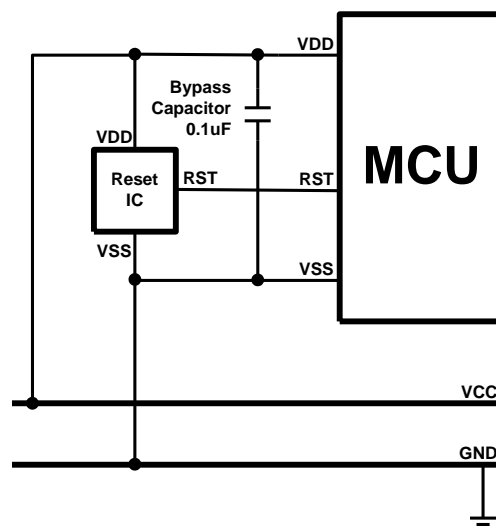 VDD
Bypass
Capacitor
0.1uF
VDD
Reset
IC
RST
RST
MCU
VSS
VSS
VCC
GND